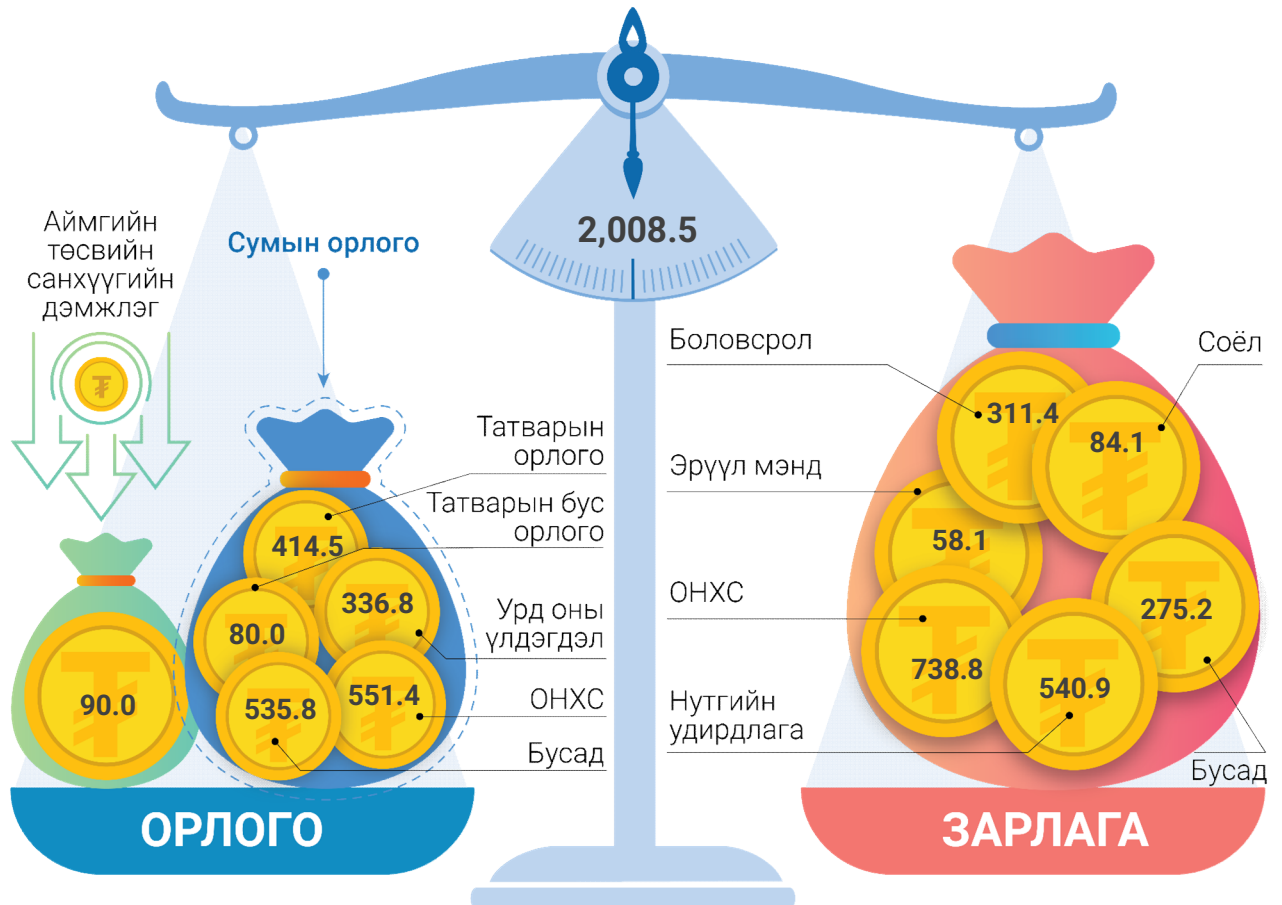 2,008.5
Аймгийн
төсвийн
санхүүгийн
дэмжлэг
Сумын орлого
Татварын
орлого
Татварын бус
орлого
Урд оны
үлдэгдэл
ОНХС
Бусад
414.5
336.8
80.0
535.8
551.4
90.0
ОРЛОГО
Боловсрол
Соёл
Эрүүл мэнд
ОНХС
Нутгийн
удирдлага
Бусад
311.4
84.1
58.1
275.2
738.8
540.9
ЗАРЛАГА